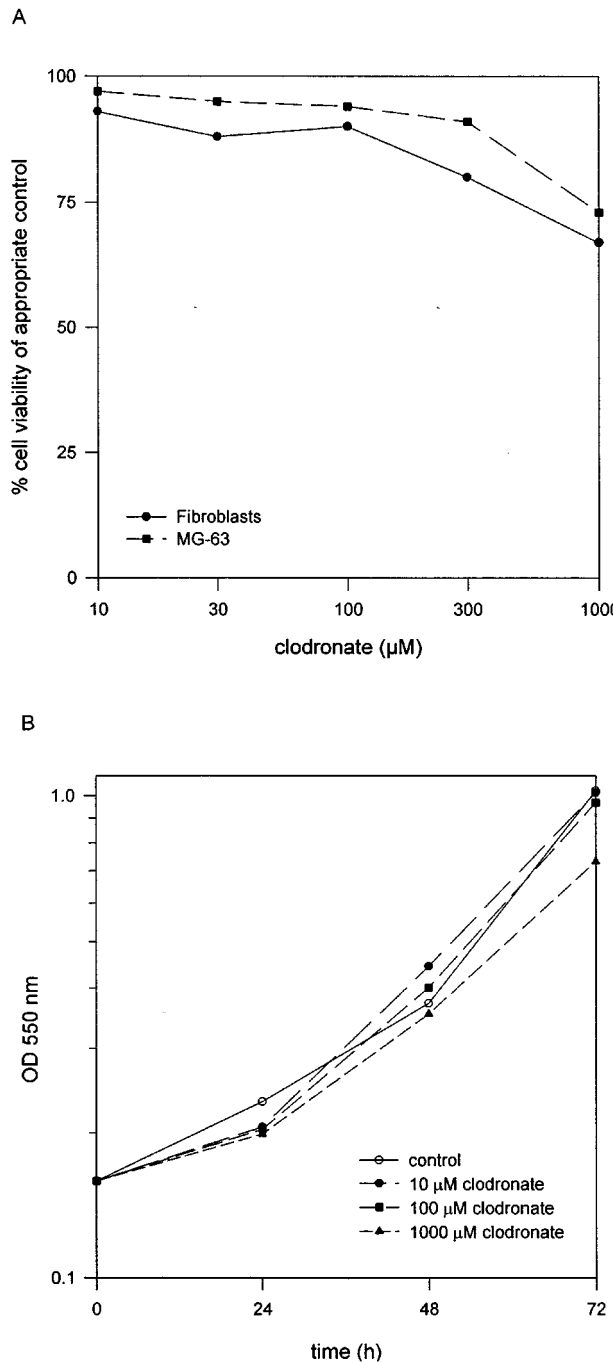 A
100
75
50
25
0
% cell viability of appropriate control
Fibroblasts
MG-63
10 30 100 300 1000
clodronate (µM)
B
1.0
0.1
OD 550 nm
control
10 µM clodronate
100 µM clodronate
1000 µM clodronate
0 24 48 72
time (h)